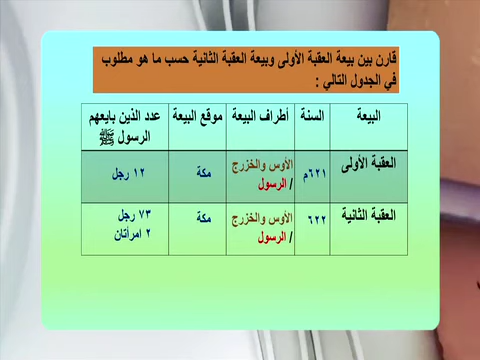 قارن بين بيعة العقبة الأولى وبيعة العقبة الثانية حسب ما هو مطلوب
في الجدول التالي :
البيعة السنة أطراف البيعة موقع البيعة عدد الذين بايعهم
الرسول ﷺ
العقبة الأولى ٦٢١م الأوس والخزرج مكة ١٢ رجل
/ الرسول
العقبة الثانية ٦٢٢ الأوس والخزرج مكة ٧٣ رجل
/ الرسول ٢ امرأتان